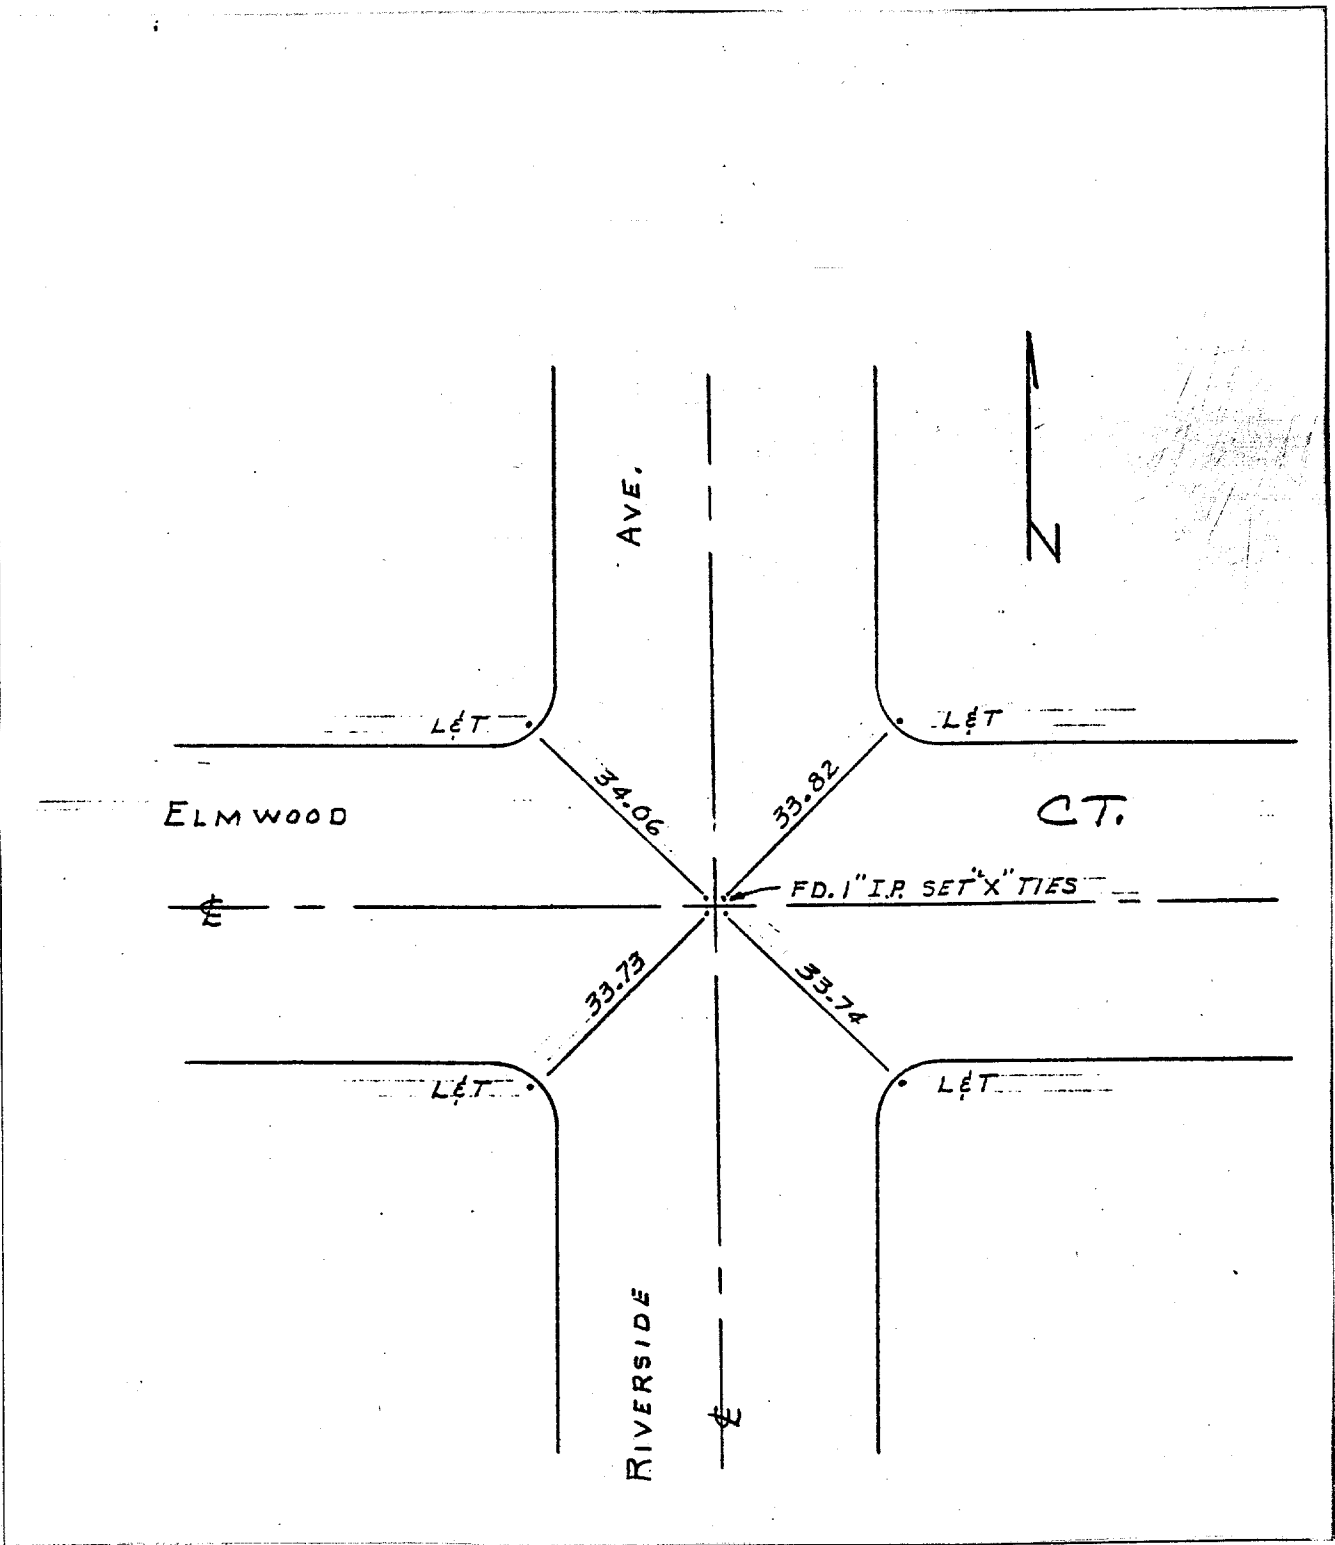 AVE.
N
L&T
L&T
34.06
33.82
ELMWOOD
CT.
FD. 1" I.P. SET "X" TIES
℄
33.73
33.74
L&T
L&T
RIVERSIDE
℄